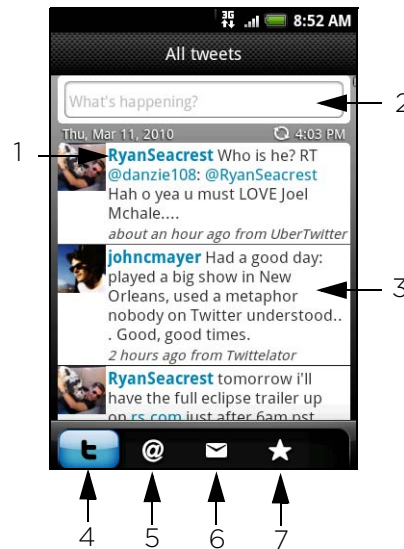 3G 8:52 AM
All tweets
What's happening?
2
Thu, Mar 11, 2010 4:03 PM
1
RyanSeacrest Who is he? RT
@danzie108: @RyanSeacrest
Hah o yea u must LOVE Joel
Mchale....
about an hour ago from UberTwitter
johncmayer Had a good day:
played a big show in New
Orleans, used a metaphor
nobody on Twitter understood..
. Good, good times.
3
2 hours ago from Twittelator
RyanSeacrest tomorrow i'll
have the full eclipse trailer up
on rs.com just after 6am pst
t @
4 5 6 7